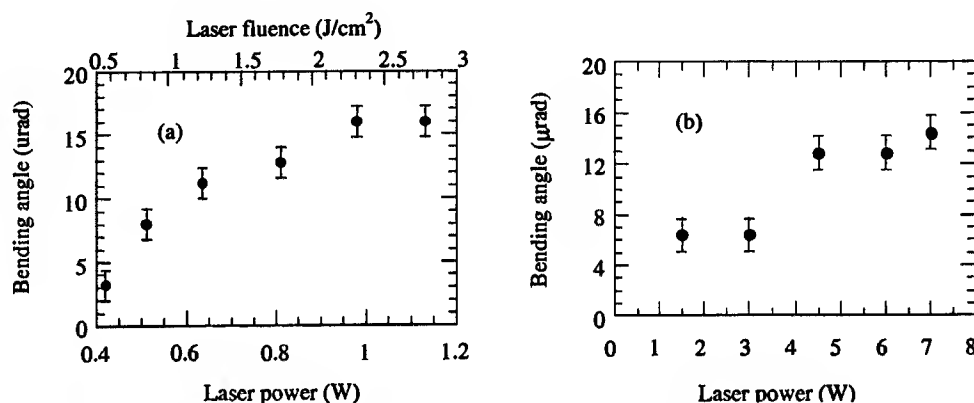 Laser fluence (J/cm²)
0.5 1 1.5 2 2.5 3
20
15
10
5
0
Bending angle (urad)
(a)
0.4 0.6 0.8 1 1.2
Laser power (W)
20
16
12
8
4
0
Bending angle (μrad)
(b)
0 1 2 3 4 5 6 7 8
Laser power (W)